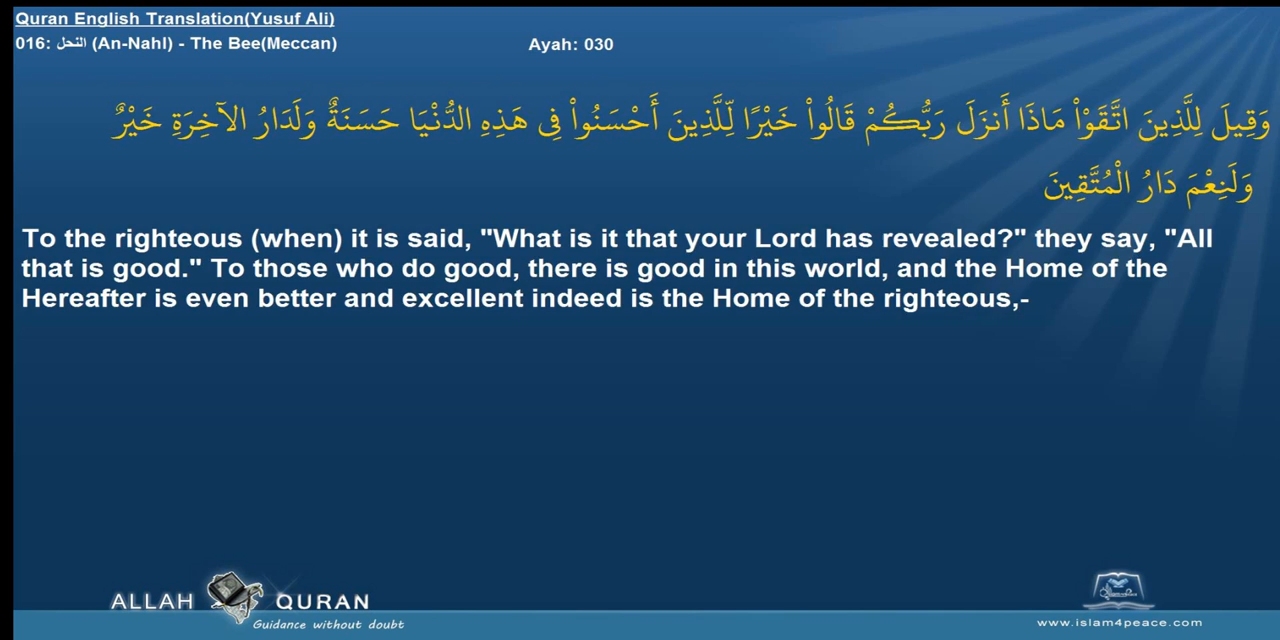 Quran English Translation(Yusuf Ali)
016: النحل (An-Nahl) - The Bee(Meccan) Ayah: 030
وَقِيلَ لِلَّذِينَ اتَّقَوْاْ مَاذَا أَنزَلَ رَبُّكُمْ قَالُواْ خَيْرًا لِّلَّذِينَ أَحْسَنُواْ فِى هَذِهِ الدُّنْيَا حَسَنَةٌ وَلَدَارُ الآخِرَةِ خَيْرٌ
وَلَنِعْمَ دَارُ الْمُتَّقِينَ
To the righteous (when) it is said, "What is it that your Lord has revealed?" they say, "All
that is good." To those who do good, there is good in this world, and the Home of the
Hereafter is even better and excellent indeed is the Home of the righteous,-
ALLAH QURAN
Guidance without doubt
www.islam4peace.com